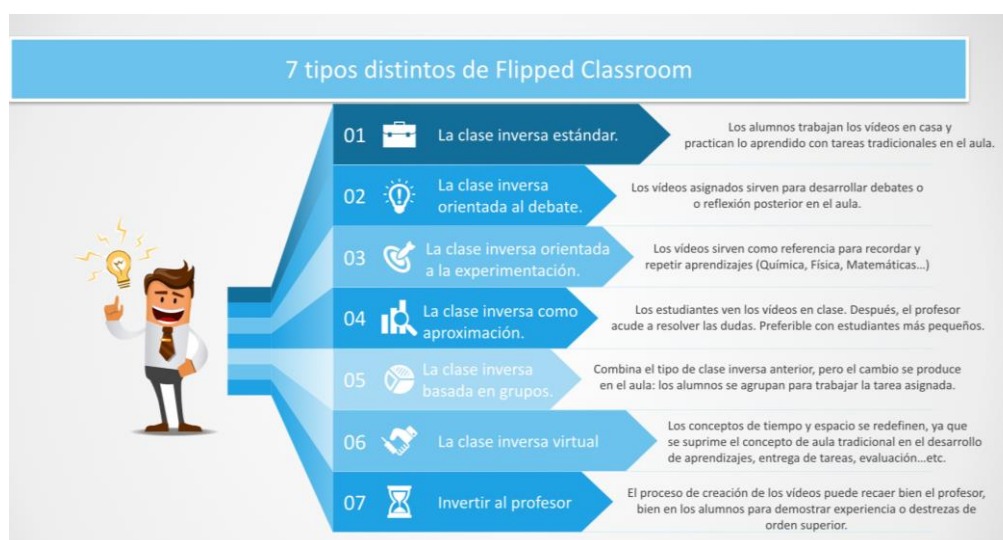 7 tipos distintos de Flipped Classroom
01
La clase inversa estándar.
Los alumnos trabajan los vídeos en casa y
practican lo aprendido con tareas tradicionales en el aula.
02
La clase inversa
orientada al debate.
Los vídeos asignados sirven para desarrollar debates o
o reflexión posterior en el aula.
03
La clase inversa orientada
a la experimentación.
Los vídeos sirven como referencia para recordar y
repetir aprendizajes (Química, Física, Matemáticas...)
04
La clase inversa como
aproximación.
Los estudiantes ven los vídeos en clase. Después, el profesor
acude a resolver las dudas. Preferible con estudiantes más pequeños.
05
La clase inversa
basada en grupos.
Combina el tipo de clase inversa anterior, pero el cambio se produce
en el aula: los alumnos se agrupan para trabajar la tarea asignada.
06
La clase inversa virtual
Los conceptos de tiempo y espacio se redefinen, ya que
se suprime el concepto de aula tradicional en el desarrollo
de aprendizajes, entrega de tareas, evaluación...etc.
07
Invertir al profesor
El proceso de creación de los vídeos puede recaer bien el profesor,
bien en los alumnos para demostrar experiencia o destrezas de
orden superior.